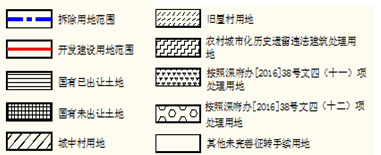 拆除用地范围
开发建设用地范围
国有已出让土地
国有未出让土地
城中村用地
旧屋村用地
农村城市化历史遗留违法建筑处理用
地
按照深府办[2016]38号文四（十一）项
处理用地
按照深府办[2016]38号文四（十二）项
处理用地
其他未完善征转手续用地